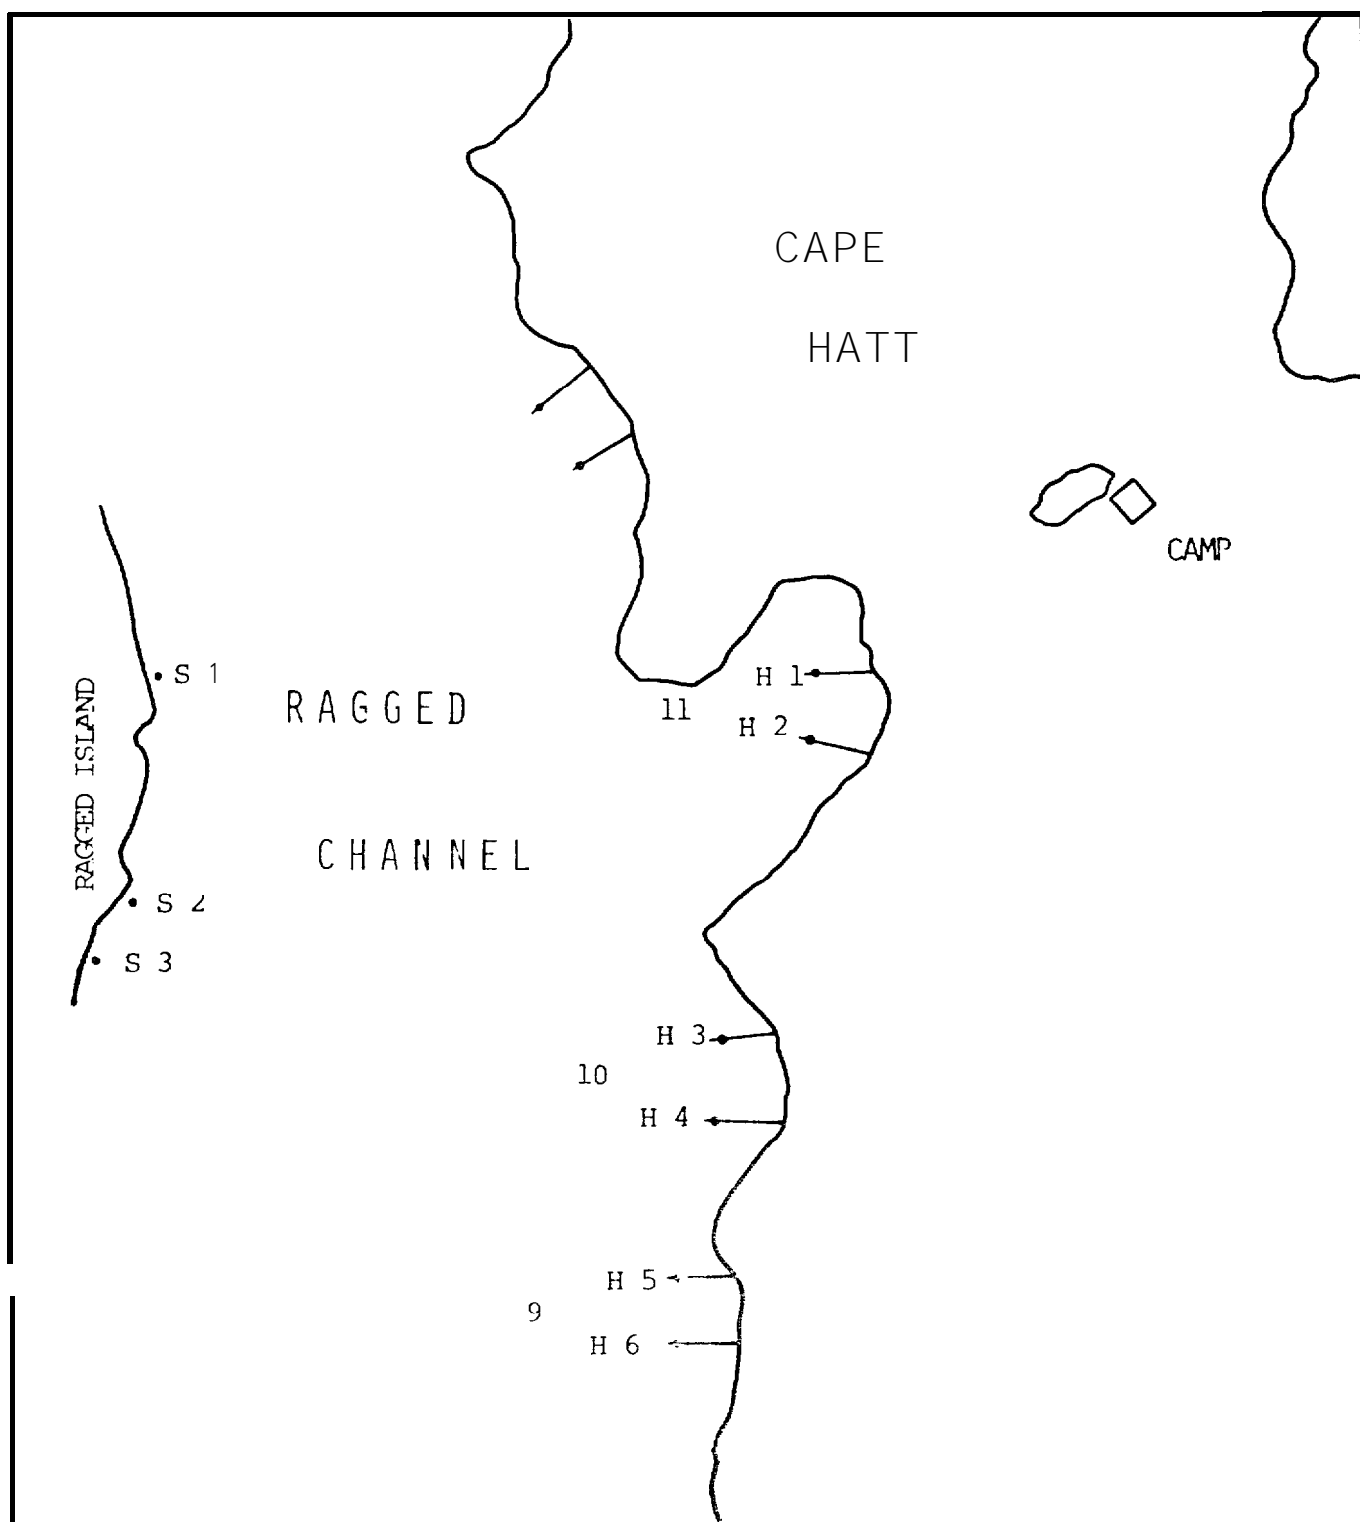 CAPE
HATT
CAMP
S 1
H 1
RAGGED
11
H 2
RAGGED ISLAND
CHANNEL
S 2
S 3
H 3
10
H 4
H 5
9
H 6